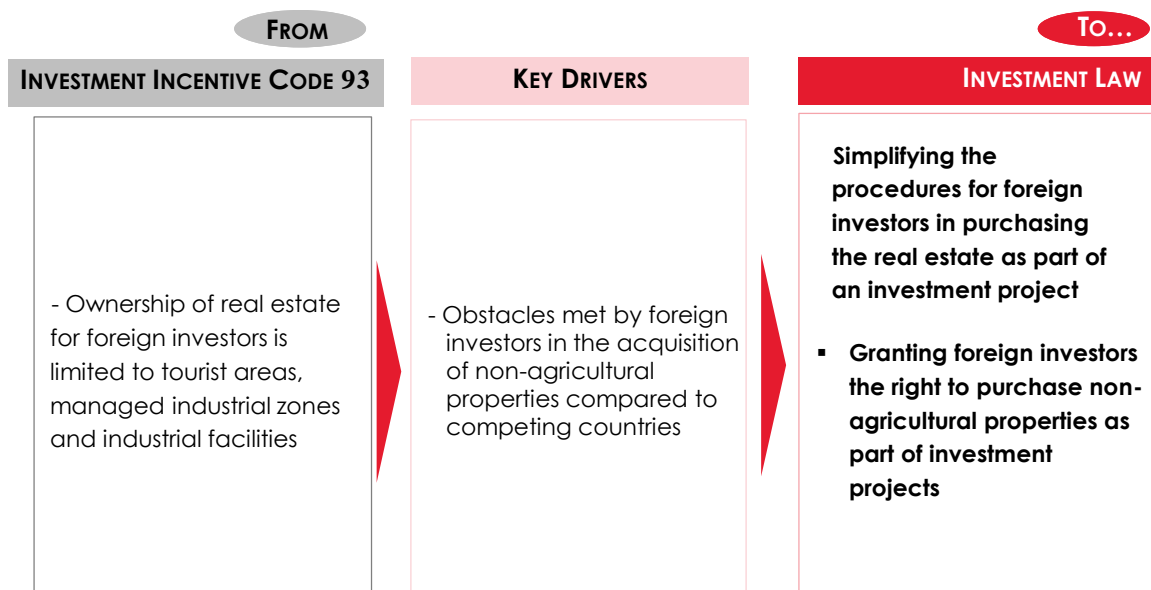 FROM
TO…
INVESTMENT INCENTIVE CODE 93
KEY DRIVERS
INVESTMENT LAW
- Ownership of real estate
for foreign investors is
limited to tourist areas,
managed industrial zones
and industrial facilities
- Obstacles met by foreign
investors in the acquisition
of non-agricultural
properties compared to
competing countries
Simplifying the
procedures for foreign
investors in purchasing
the real estate as part of
an investment project
▪ Granting foreign investors
the right to purchase non-
agricultural properties as
part of investment
projects